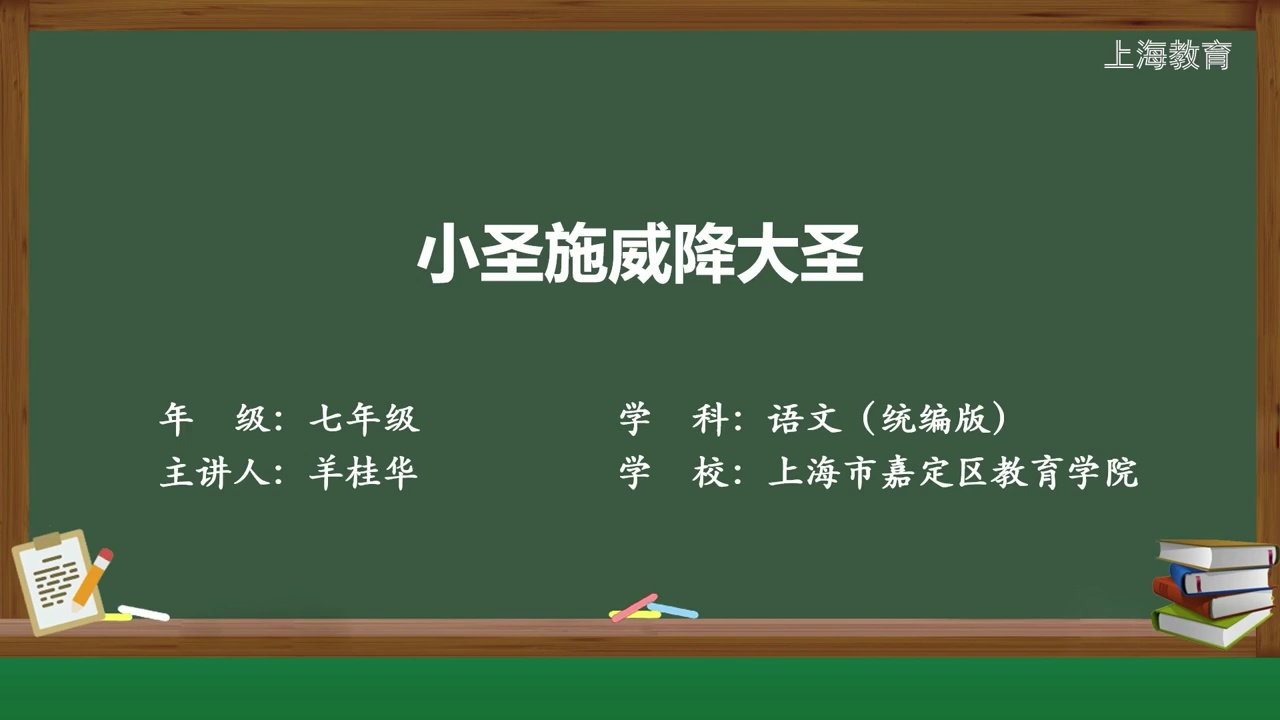 上海教育
小圣施威降大圣
年 级：七年级 学 科：语文（统编版）
主讲人：羊桂华 学 校：上海市嘉定区教育学院